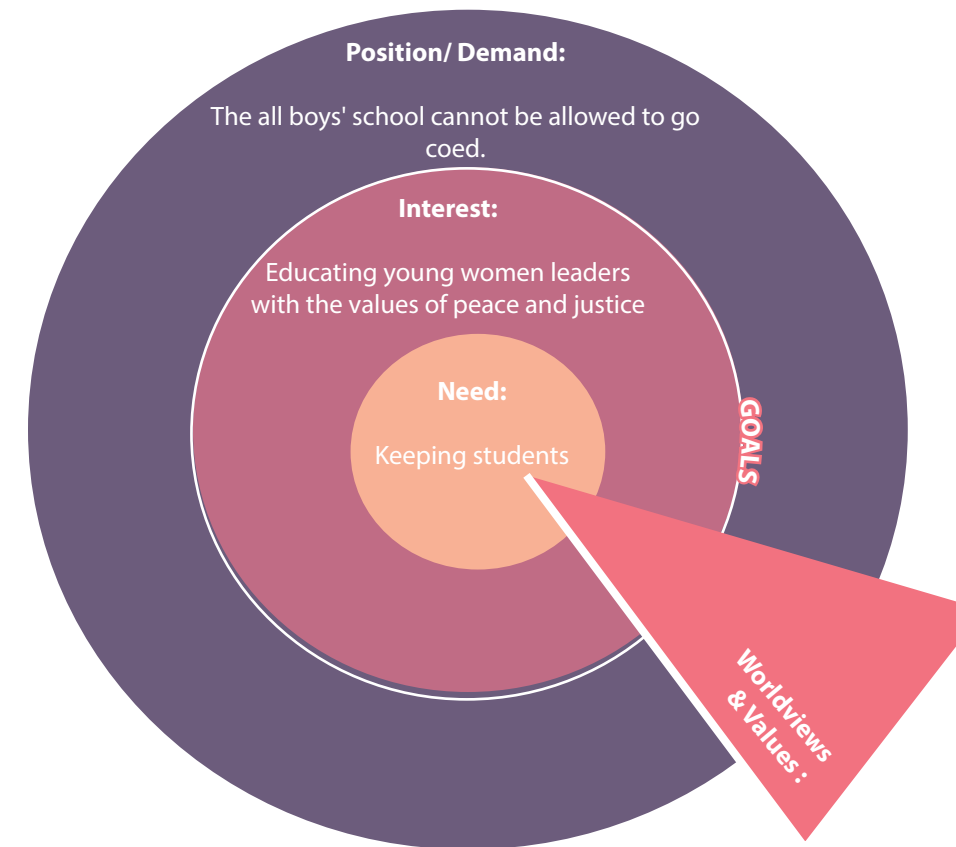 Position/ Demand:
The all boys' school cannot be allowed to go
coed.
Interest:
Educating young women leaders
with the values of peace and justice
Need:
Keeping students
GOALS
Worldviews
& Values :